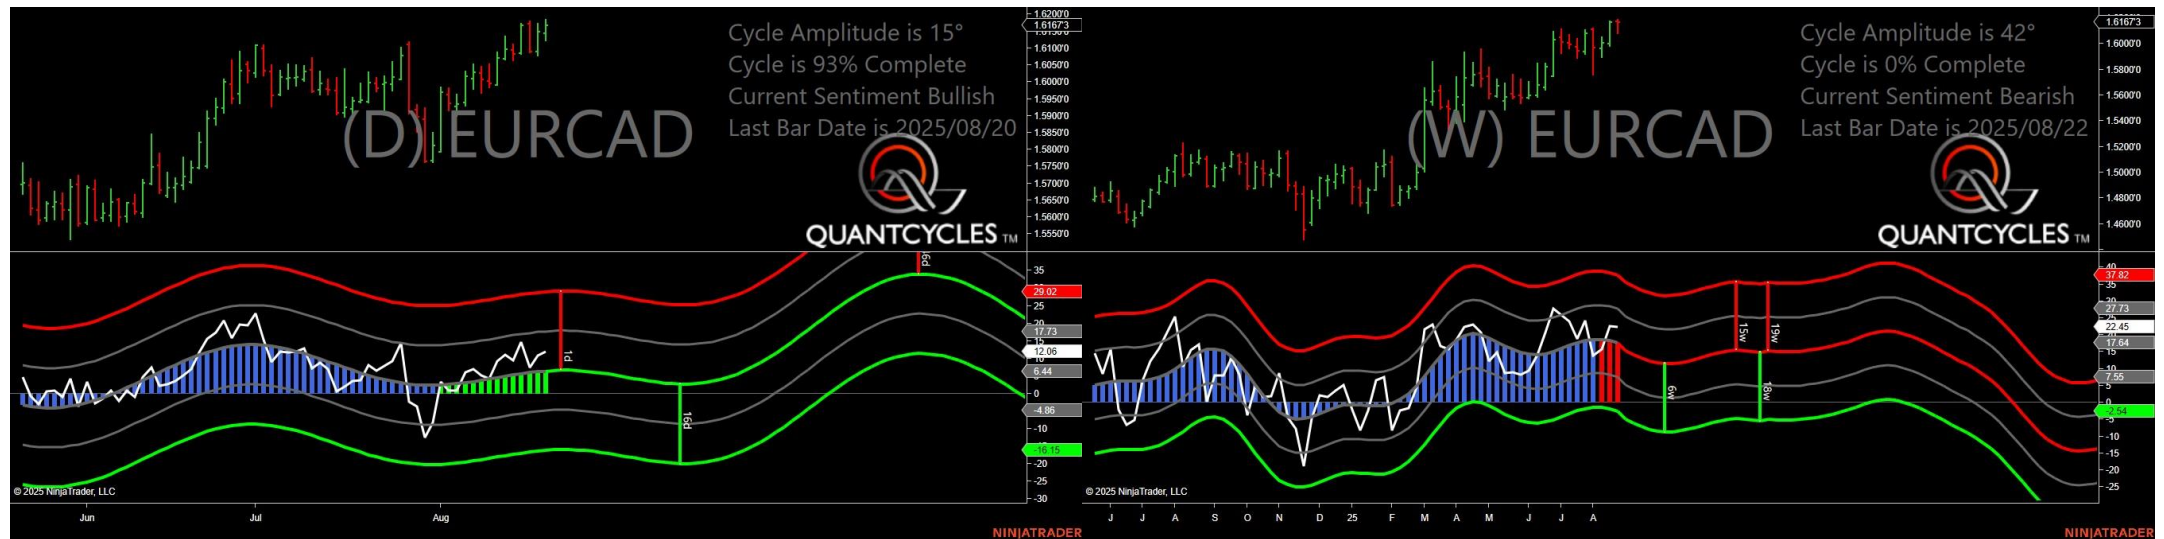 Cycle Amplitude is 15°
Cycle is 93% Complete
Current Sentiment Bullish
Last Bar Date is 2025/08/20
(D) EURCAD
QUANTCYCLES TM
1.6200'0
1.6167'3
1.6100'0
1.6050'0
1.6000'0
1.5950'0
1.5900'0
1.5850'0
1.5800'0
1.5750'0
1.5700'0
1.5650'0
1.5600'0
1.5550'0
35
29.02
25
20
17.73
12.06
10
6.44
5
0
-4.86
-10
-16.15
-20
-25
-30
1d
15d
© 2025 NinjaTrader, LLC
Jun
Jul
Aug
NINJATRADER
Cycle Amplitude is 42°
Cycle is 0% Complete
Current Sentiment Bearish
Last Bar Date is 2025/08/22
(W) EURCAD
QUANTCYCLES TM
1.6167'3
1.6000'0
1.5800'0
1.5600'0
1.5400'0
1.5200'0
1.5000'0
1.4800'0
1.4600'0
40
37.82
35
30
27.73
22.45
17.64
15
10
7.55
5
0
-2.54
-5
-10
-15
-20
-25
6w
15w
18w
19w
© 2025 NinjaTrader, LLC
J
J
A
S
O
N
D
25
F
M
A
M
J
J
A
NINJATRADER